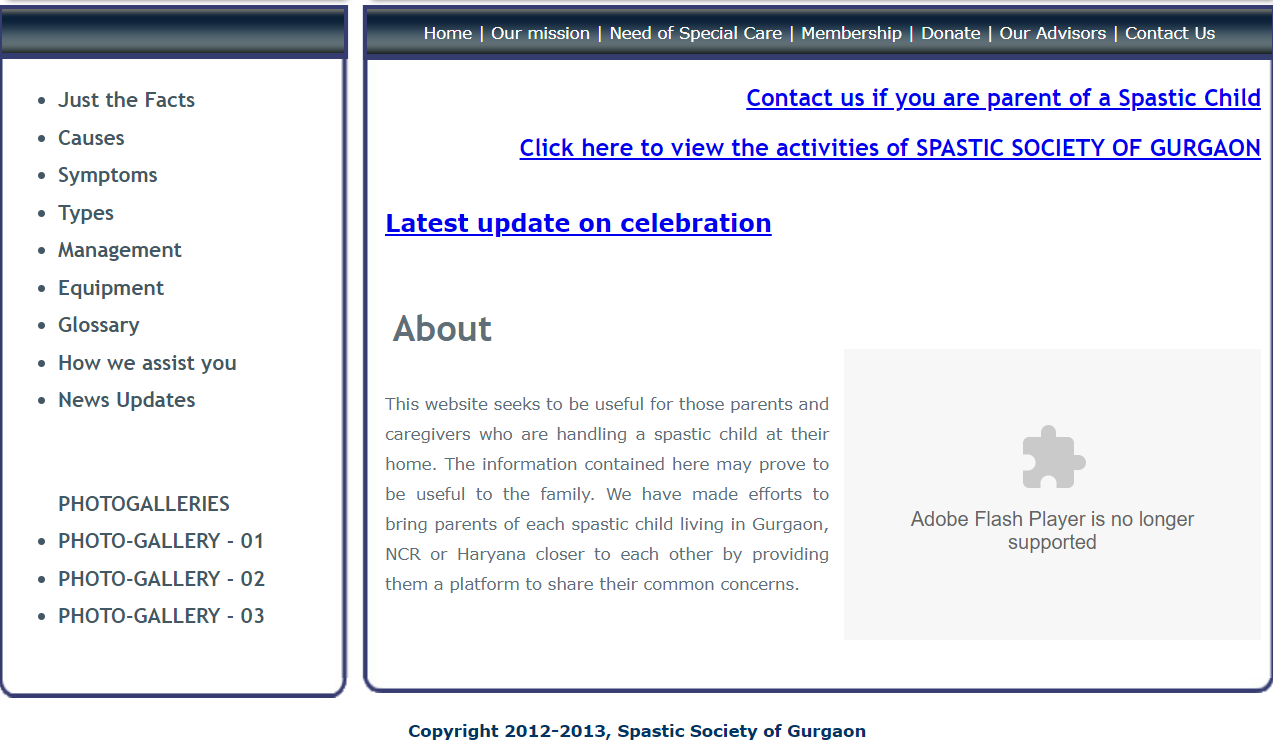 Home | Our mission | Need of Special Care | Membership | Donate | Our Advisors | Contact Us
Just the Facts
Causes
Symptoms
Types
Management
Equipment
Glossary
How we assist you
News Updates
PHOTOGALLERIES
PHOTO-GALLERY - 01
PHOTO-GALLERY - 02
PHOTO-GALLERY - 03
Contact us if you are parent of a Spastic Child
Click here to view the activities of SPASTIC SOCIETY OF GURGAON
Latest update on celebration
About
This website seeks to be useful for those parents and
caregivers who are handling a spastic child at their
home. The information contained here may prove to
be useful to the family. We have made efforts to
bring parents of each spastic child living in Gurgaon,
NCR or Haryana closer to each other by providing
them a platform to share their common concerns.
Adobe Flash Player is no longer
supported
Copyright 2012-2013, Spastic Society of Gurgaon